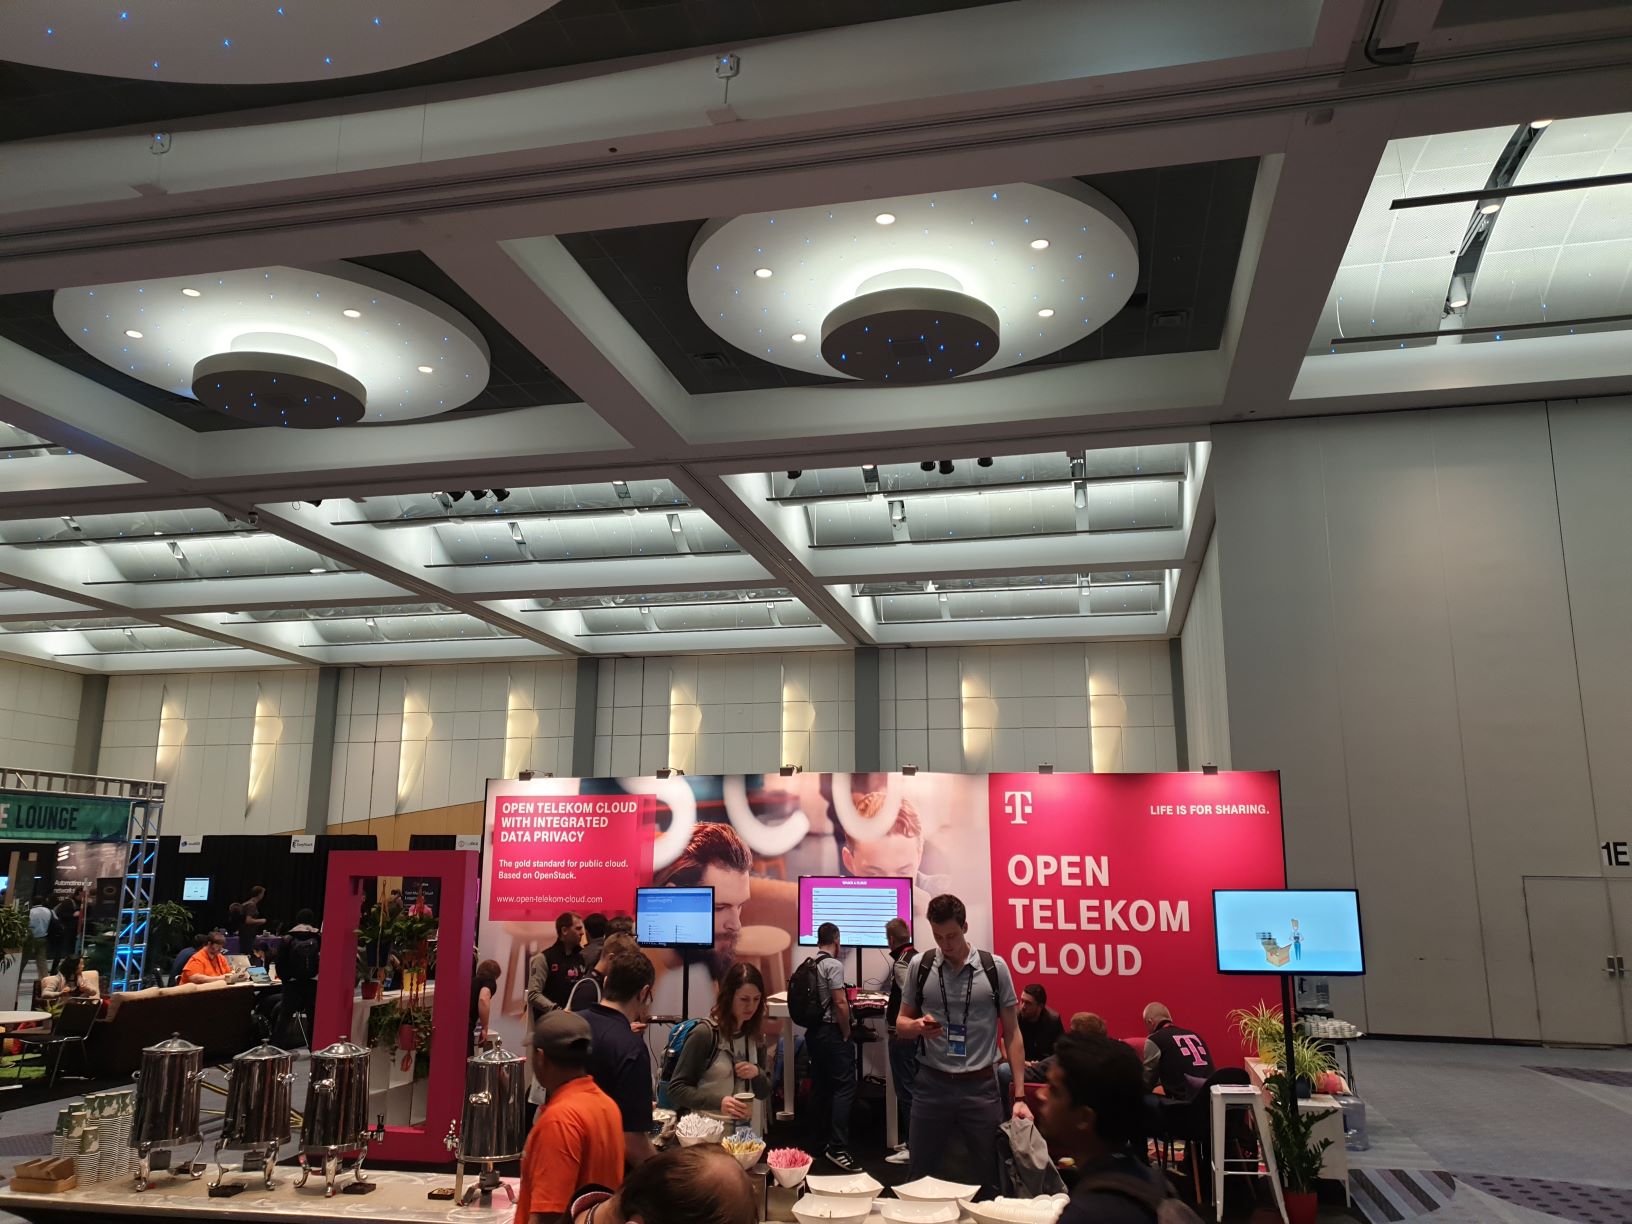 E LOUNGE
OPEN TELEKOM CLOUD
WITH INTEGRATED
DATA PRIVACY
The gold standard for public cloud.
Based on OpenStack.
www.open-telekom-cloud.com
T
LIFE IS FOR SHARING.
OPEN
TELEKOM
CLOUD
1E
T